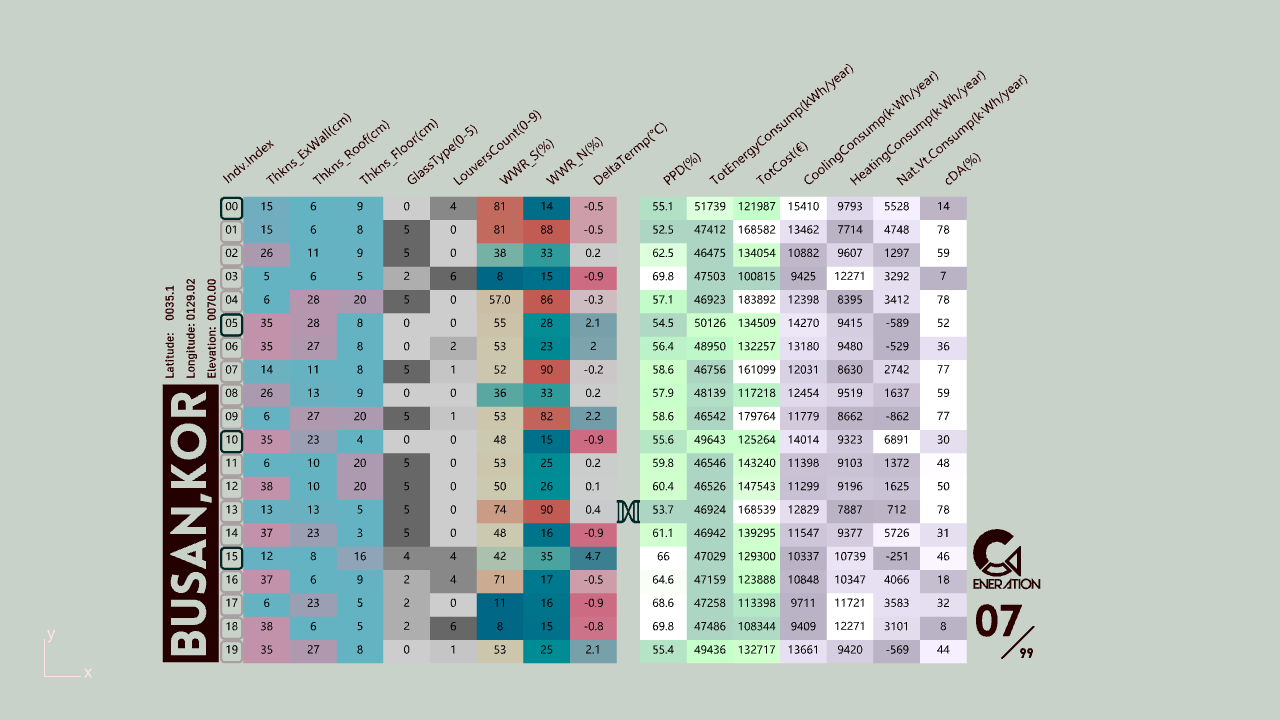 Indv.Index Thkns_ExWall(cm) Thkns_Roof(cm) Thkns_Floor(cm) GlassType(0-5) LouversCount(0-9) WWR_S(%) WWR_N(%) DeltaTermp(°C) PPD(%) TotEnergyConsump(kWh/year) TotCost(€) CoolingConsump(k·Wh/year) HeatingConsump(k·Wh/year) Nat.Vt.Consump(k·Wh/year) cDA(%)
00 15 6 9 0 4 81 14 -0.5 55.1 51739 121987 15410 9793 5528 14
01 15 6 8 5 0 81 88 -0.5 52.5 47412 168582 13462 7714 4748 78
02 26 11 9 5 0 38 33 0.2 62.5 46475 134054 10882 9607 1297 59
03 5 6 5 2 6 8 15 -0.9 69.8 47503 100815 9425 12271 3292 7
04 6 28 20 5 0 57.0 86 -0.3 57.1 46923 183892 12398 8395 3412 78
05 35 28 8 0 0 55 28 2.1 54.5 50126 134509 14270 9415 -589 52
06 35 27 8 0 2 53 23 2 56.4 48950 132257 13180 9480 -529 36
07 14 11 8 5 1 52 90 -0.2 58.6 46756 161099 12031 8630 2742 77
08 26 13 9 0 0 36 33 0.2 57.9 48139 117218 12454 9519 1637 59
09 6 27 20 5 1 53 82 2.2 58.6 46542 179764 11779 8662 -862 77
10 35 23 4 0 0 48 15 -0.9 55.6 49643 125264 14014 9323 6891 30
11 6 10 20 5 0 53 25 0.2 59.8 46546 143240 11398 9103 1372 48
12 38 10 20 5 0 50 26 0.1 60.4 46526 147543 11299 9196 1625 50
13 13 13 5 5 0 74 90 0.4 53.7 46924 168539 12829 7887 712 78
14 37 23 3 5 0 48 16 -0.9 61.1 46942 139295 11547 9377 5726 31
15 12 8 16 4 4 42 35 4.7 66 47029 129300 10337 10739 -251 46
16 37 6 9 2 4 71 17 -0.5 64.6 47159 123888 10848 10347 4066 18
17 6 23 5 2 0 11 16 -0.9 68.6 47258 113398 9711 11721 3583 32
18 38 6 5 2 6 8 15 -0.8 69.8 47486 108344 9409 12271 3101 8
19 35 27 8 0 1 53 25 2.1 55.4 49436 132717 13661 9420 -569 44
Latitude: 0035.1
Longitude: 0129.02
Elevation: 0070.00
BUSAN,KOR
GENERATION
07/99
y
x